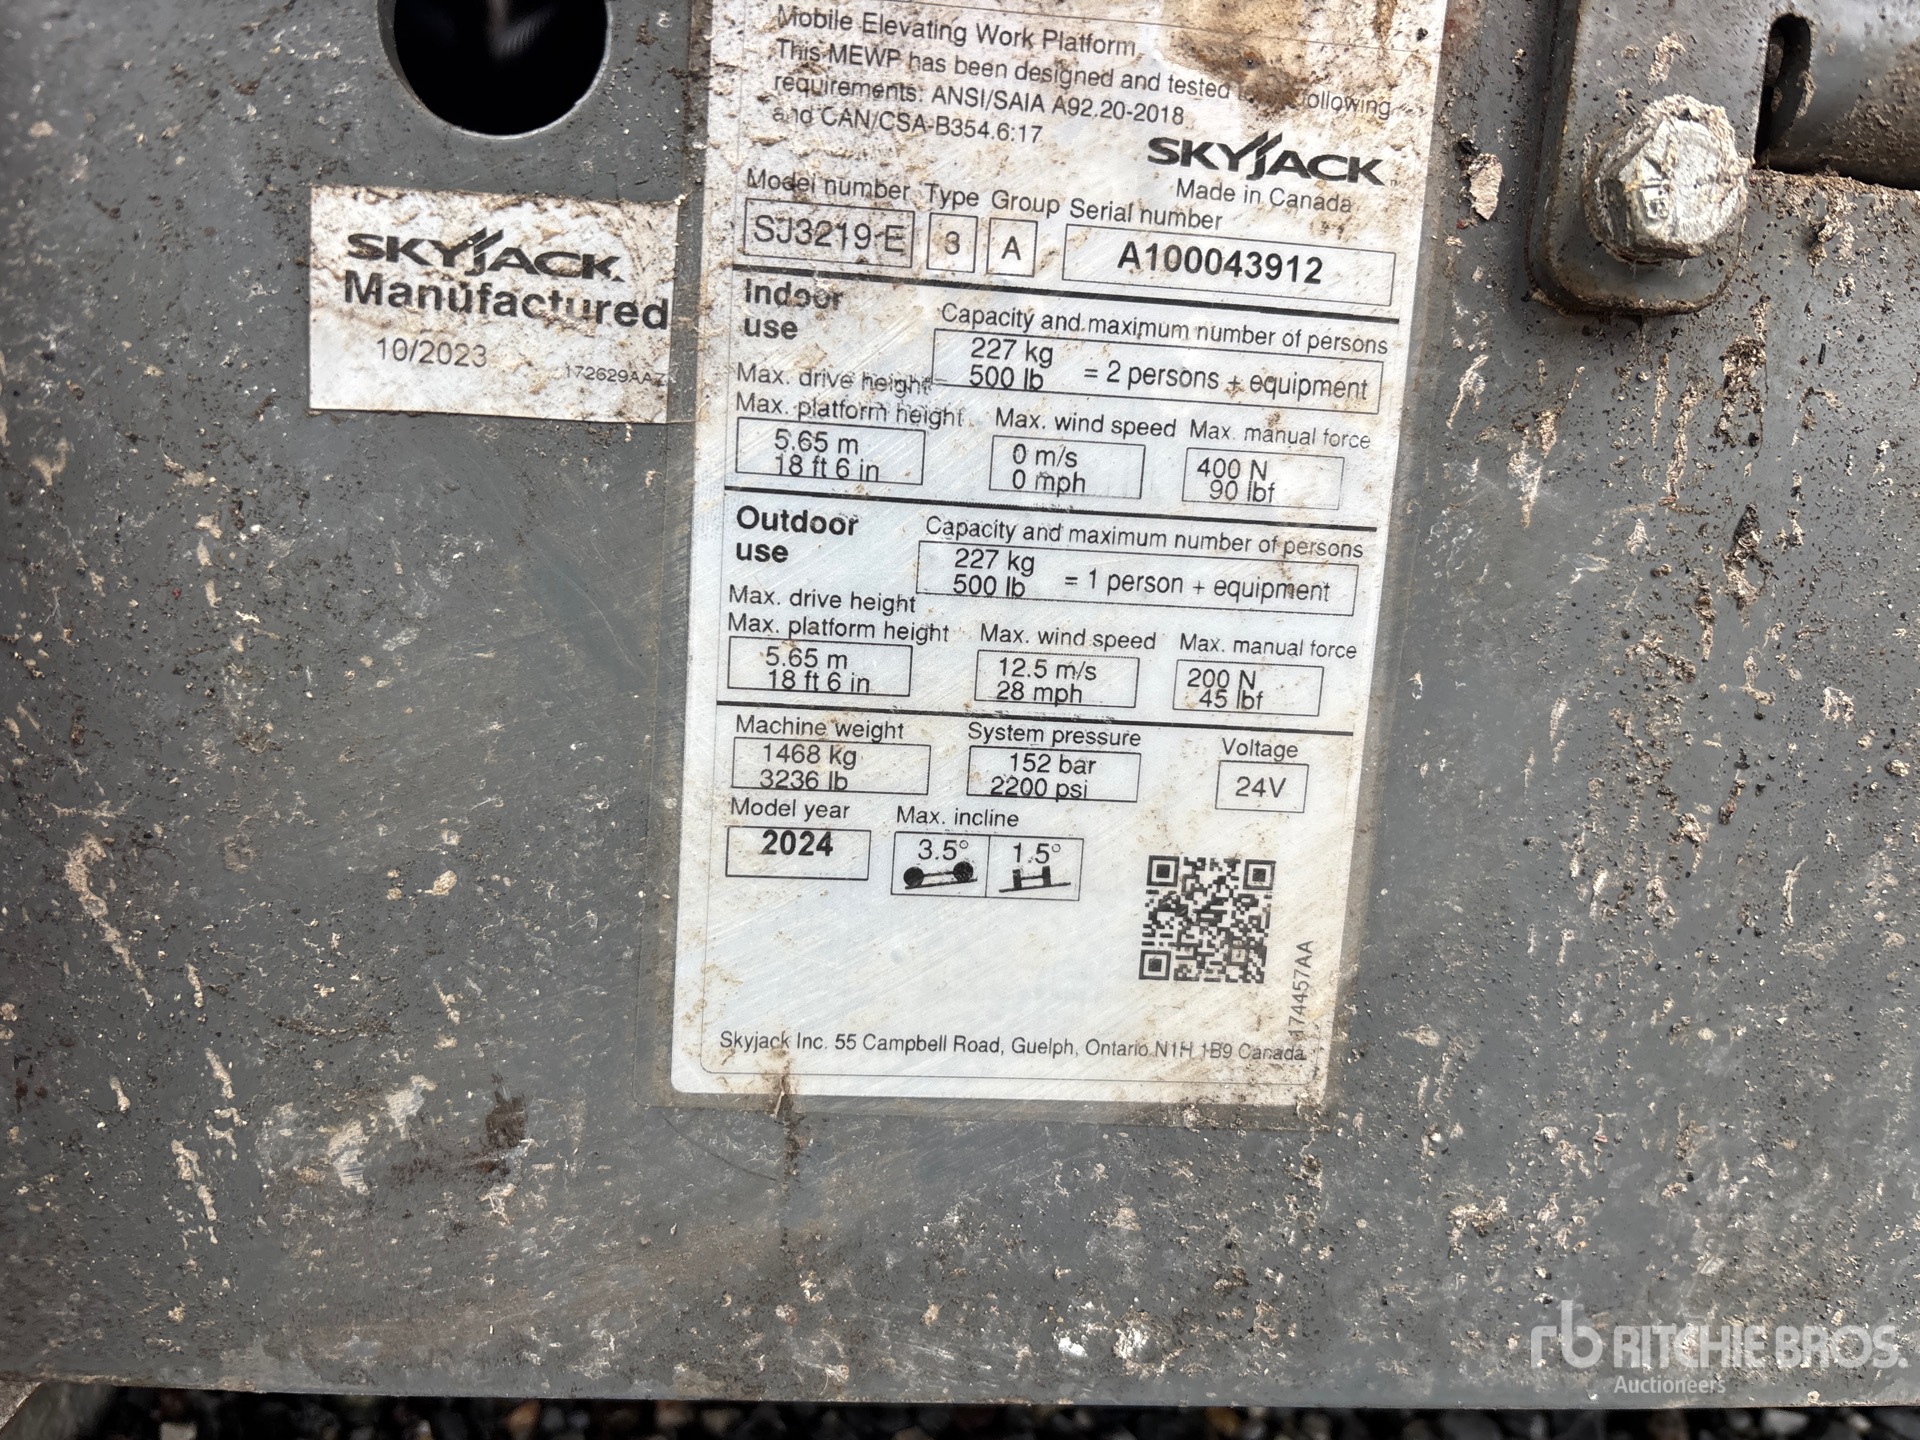 Mobile Elevating Work Platform
This MEWP has been designed and tested following
requirements: ANSI/SAIA A92.20-2018
and CAN/CSA-B354.6:17
SKYJACK
Made in Canada
Model number Type Group Serial number
SJ3219 E 3 A A100043912
SKYJACK
Manufactured
10/2023
172629AA
Indoor
use
Capacity and maximum number of persons
227 kg
500 lb = 2 persons + equipment
Max. drive height
Max. platform height Max. wind speed Max. manual force
5.65 m 0 m/s 400 N
18 ft 6 in 0 mph 90 lbf
Outdoor
use
Capacity and maximum number of persons
227 kg
500 lb = 1 person + equipment
Max. drive height
Max. platform height Max. wind speed Max. manual force
5.65 m 12.5 m/s 200 N
18 ft 6 in 28 mph 45 lbf
Machine weight System pressure Voltage
1468 kg 152 bar 24V
3236 lb 2200 psi
Model year Max. incline
2024 3.5° 1.5°
174457AA
Skyjack Inc. 55 Campbell Road, Guelph, Ontario N1H 1B9 Canada
rb RITCHIE BROS.
Auctioneers